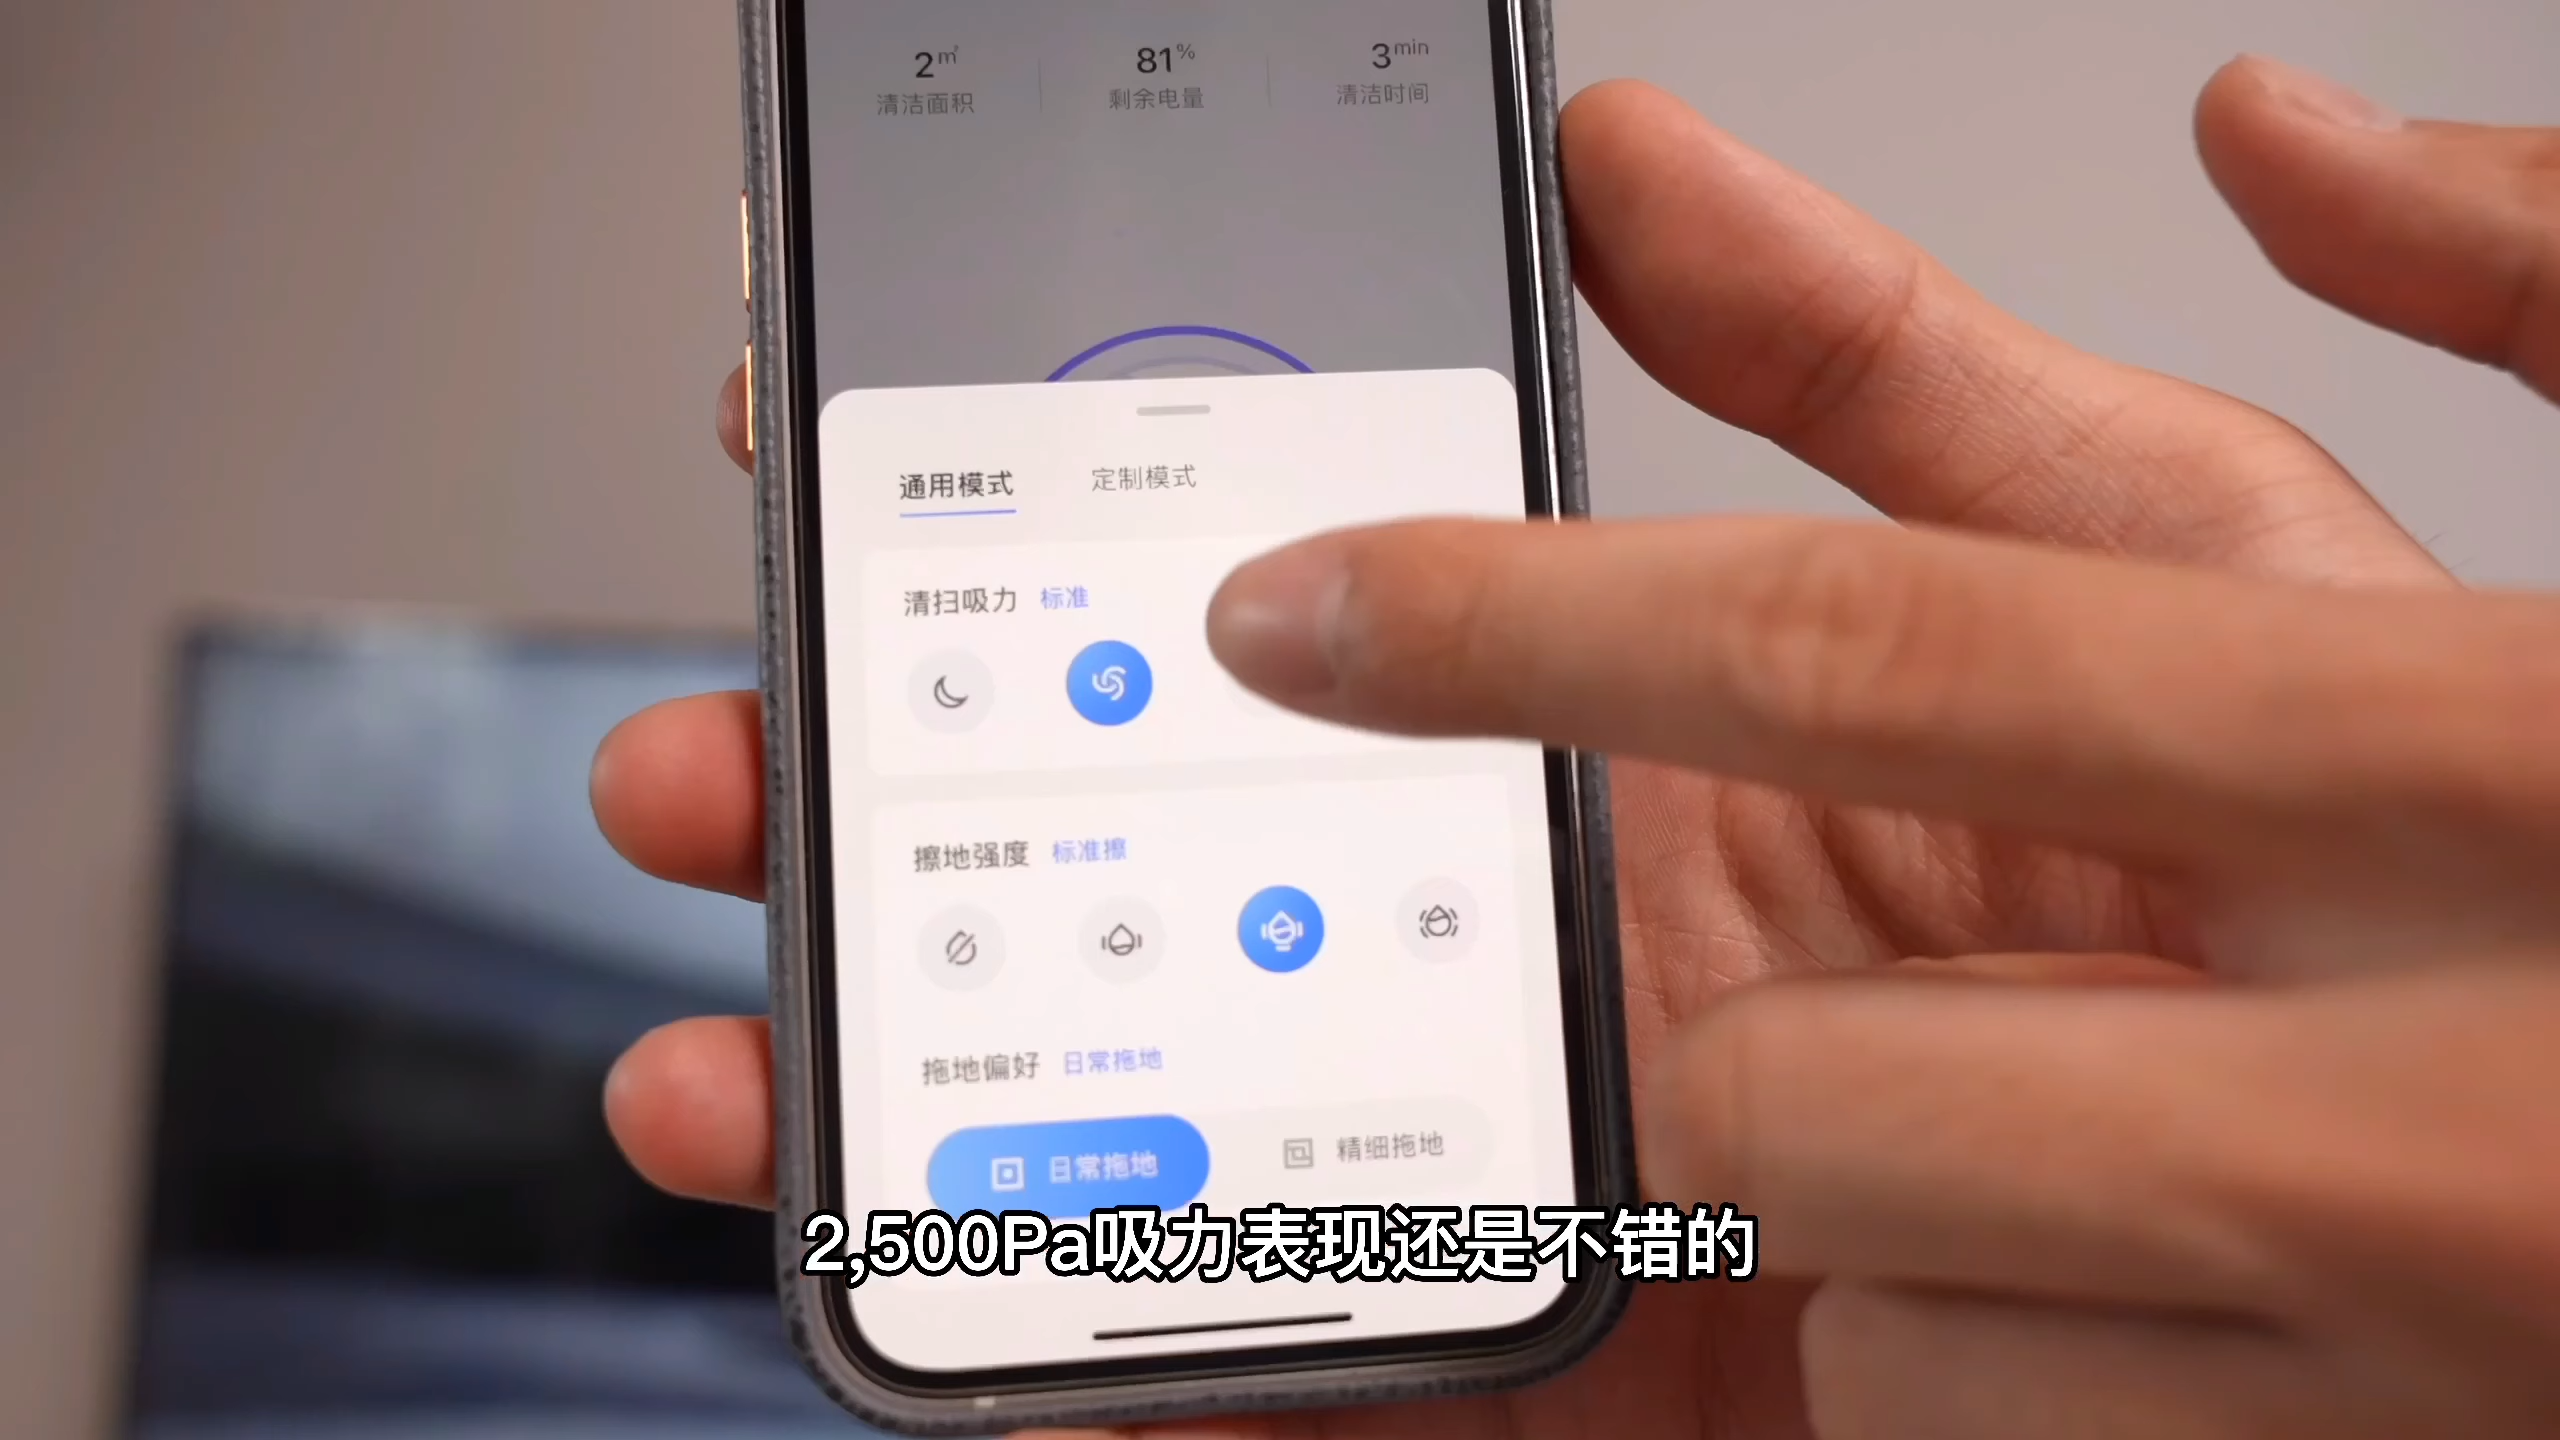 2㎡ 81% 3min
清洁面积 剩余电量 清洁时间
通用模式 定制模式
清扫吸力 标准
擦地强度 标准擦
拖地偏好 日常拖地
日常拖地 精细拖地
2,500Pa吸力表现还是不错的